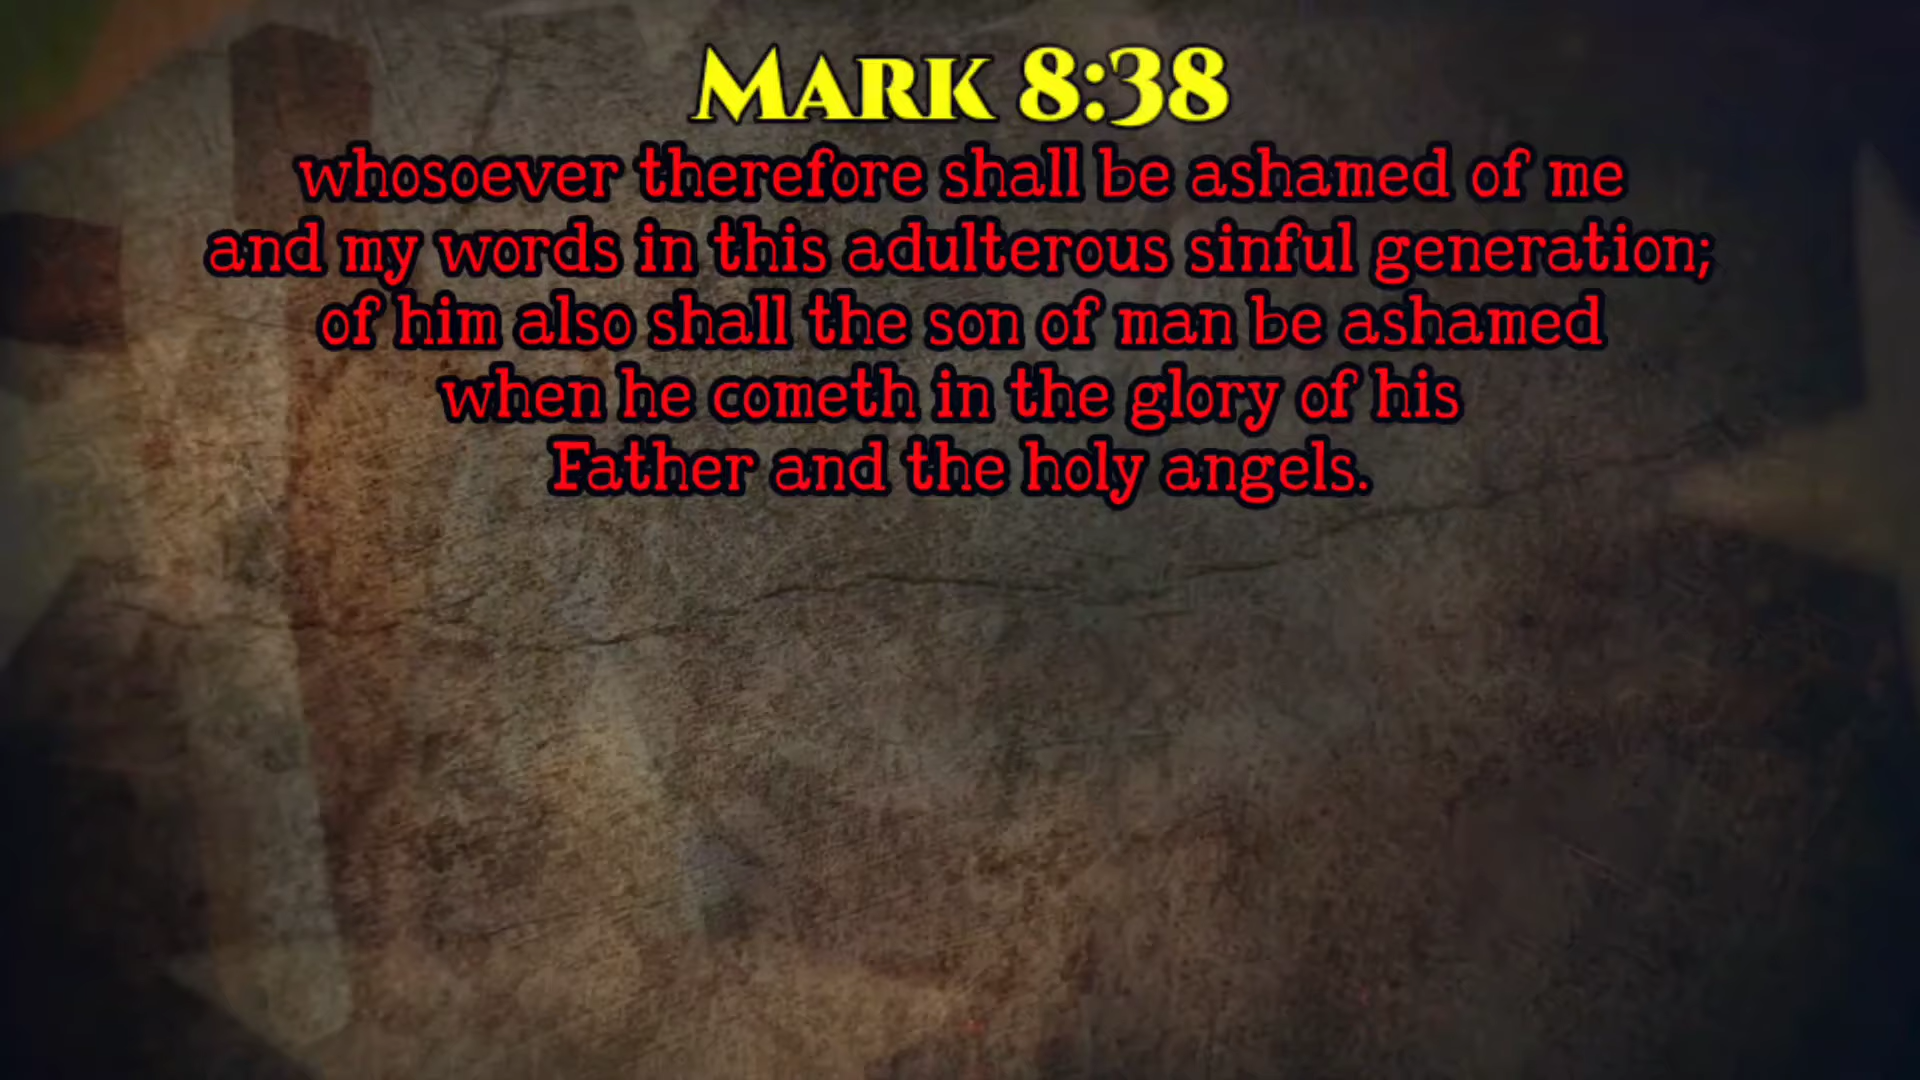 Mark 8:38
whosoever therefore shall be ashamed of me
and my words in this adulterous sinful generation;
of him also shall the son of man be ashamed
when he cometh in the glory of his
Father and the holy angels.